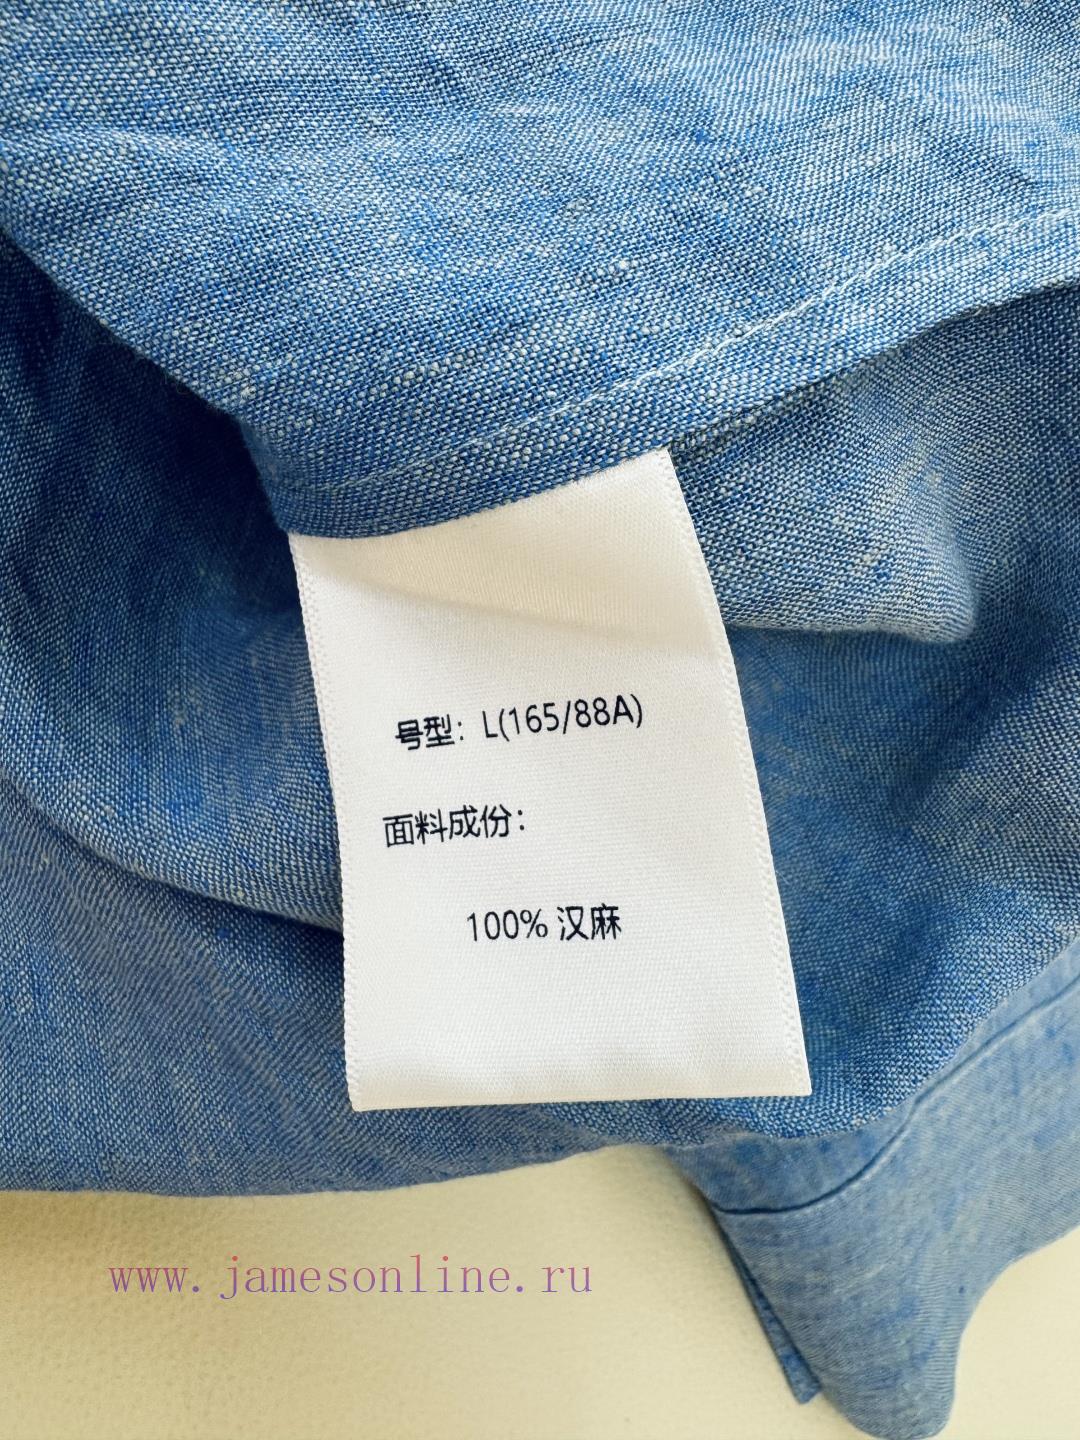 号型：L(165/88A)
面料成份：
100% 汉麻
www.jamesonline.ru